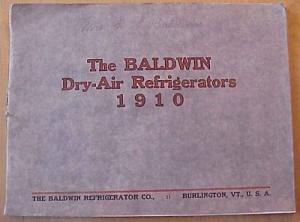 The BALDWIN
Dry-Air Refrigerators
1910
THE BALDWIN REFRIGERATOR CO., :: BURLINGTON, VT., U. S. A.